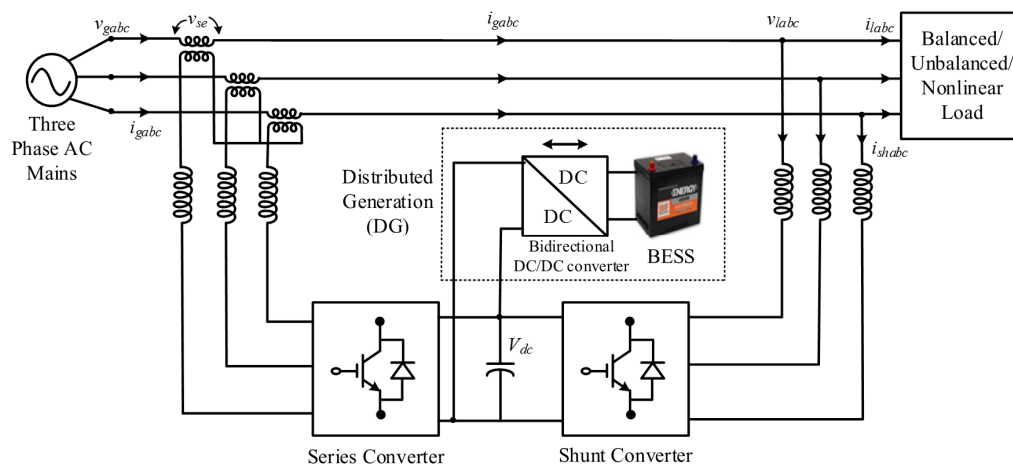 v_gabc
v_se
i_gabc
v_labc
i_labc
Balanced/
Unbalanced/
Nonlinear
Load
Three
Phase AC
Mains
i_gabc
i_shabc
Distributed
Generation
(DG)
DC
DC
ENERGY
Bidirectional
DC/DC converter
BESS
V_dc
Series Converter
Shunt Converter